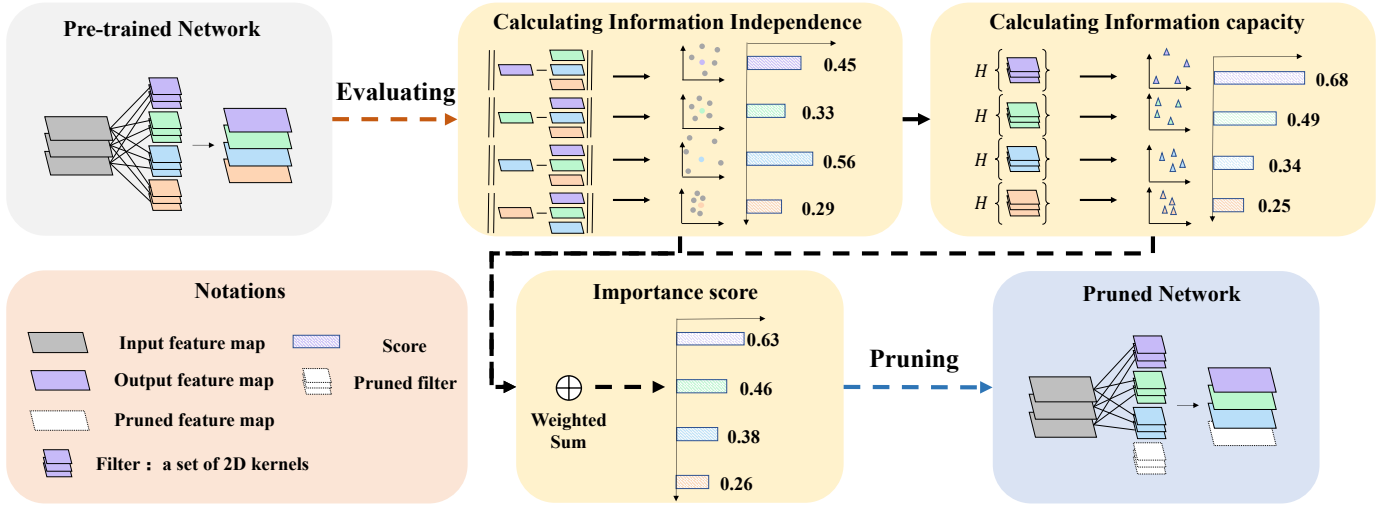 Pre-trained Network
Evaluating
Calculating Information Independence
0.45
0.33
0.56
0.29
Calculating Information capacity
H
0.68
H
0.49
H
0.34
H
0.25
Notations
Input feature map
Score
Output feature map
Pruned filter
Pruned feature map
Filter： a set of 2D kernels
Importance score
Weighted
Sum
0.63
0.46
0.38
0.26
Pruning
Pruned Network